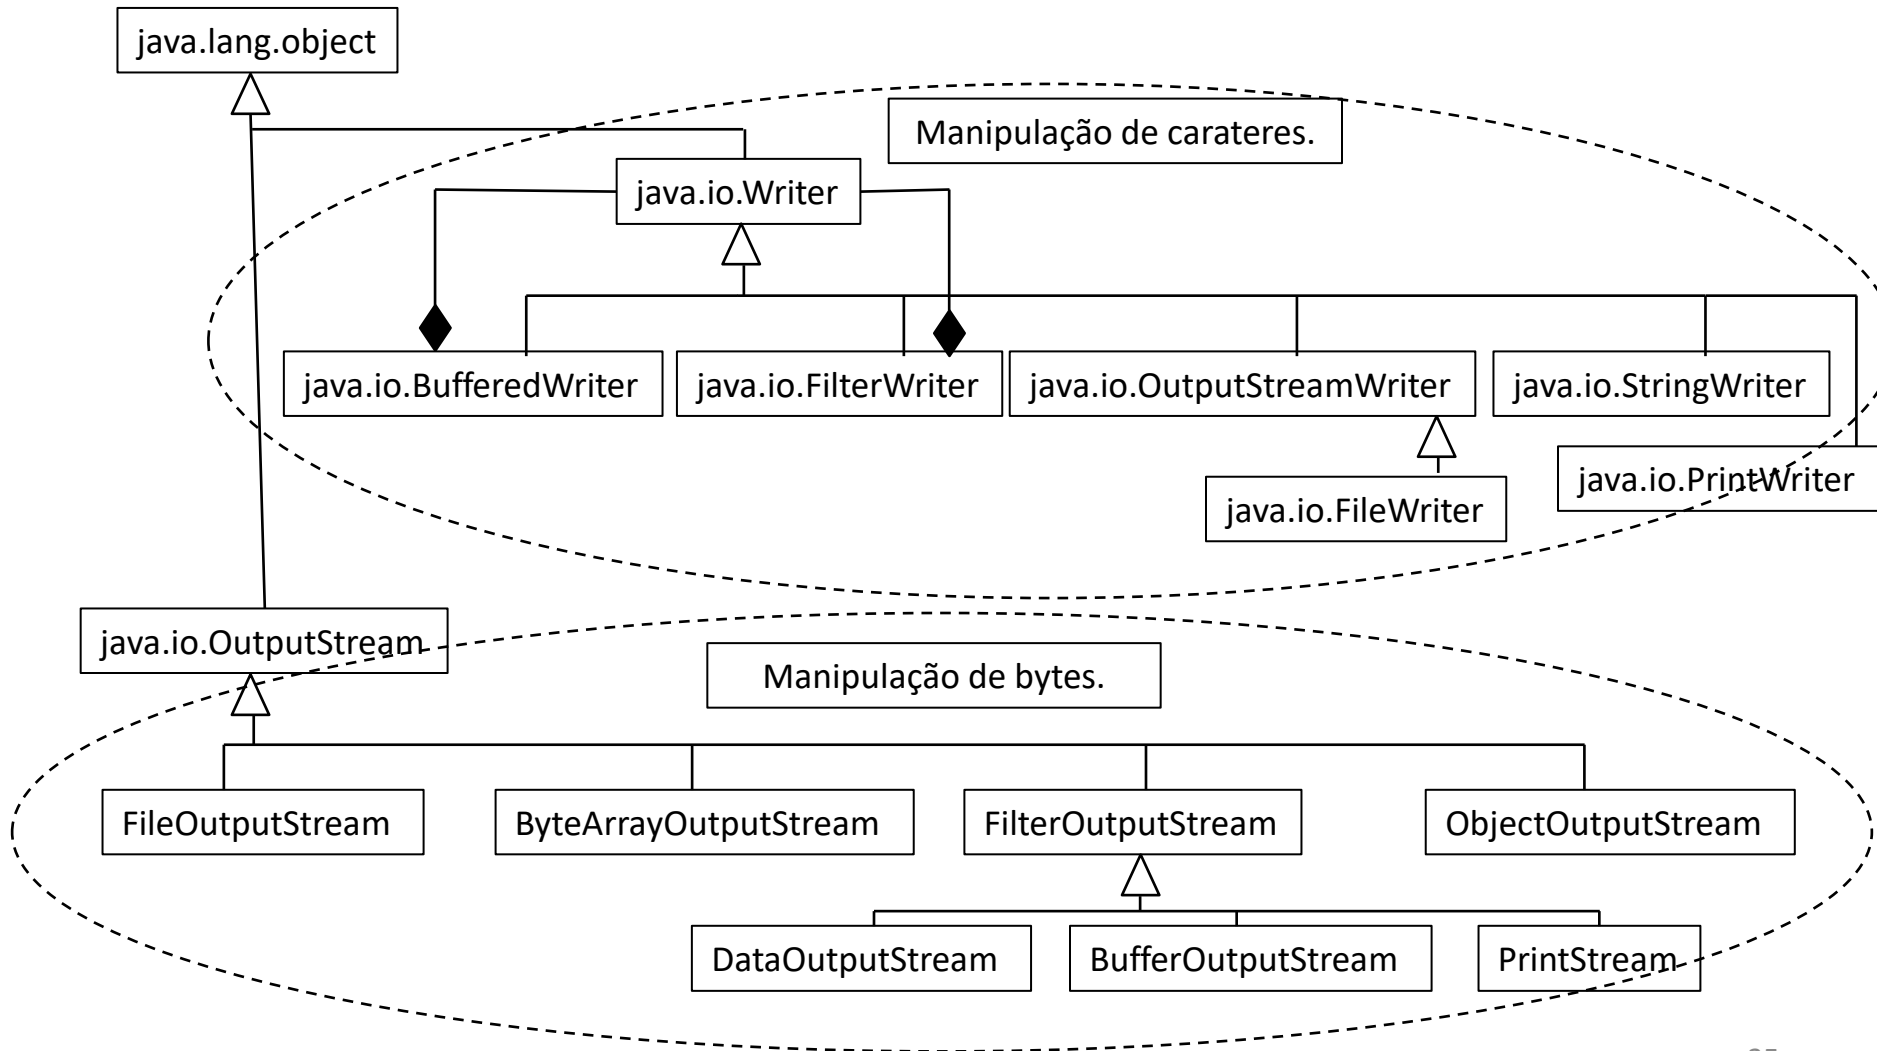 java.lang.object
Manipulação de carateres.
java.io.Writer
java.io.BufferedWriter
java.io.FilterWriter
java.io.OutputStreamWriter
java.io.StringWriter
java.io.PrintWriter
java.io.FileWriter
java.io.OutputStream
Manipulação de bytes.
FileOutputStream
ByteArrayOutputStream
FilterOutputStream
ObjectOutputStream
DataOutputStream
BufferOutputStream
PrintStream